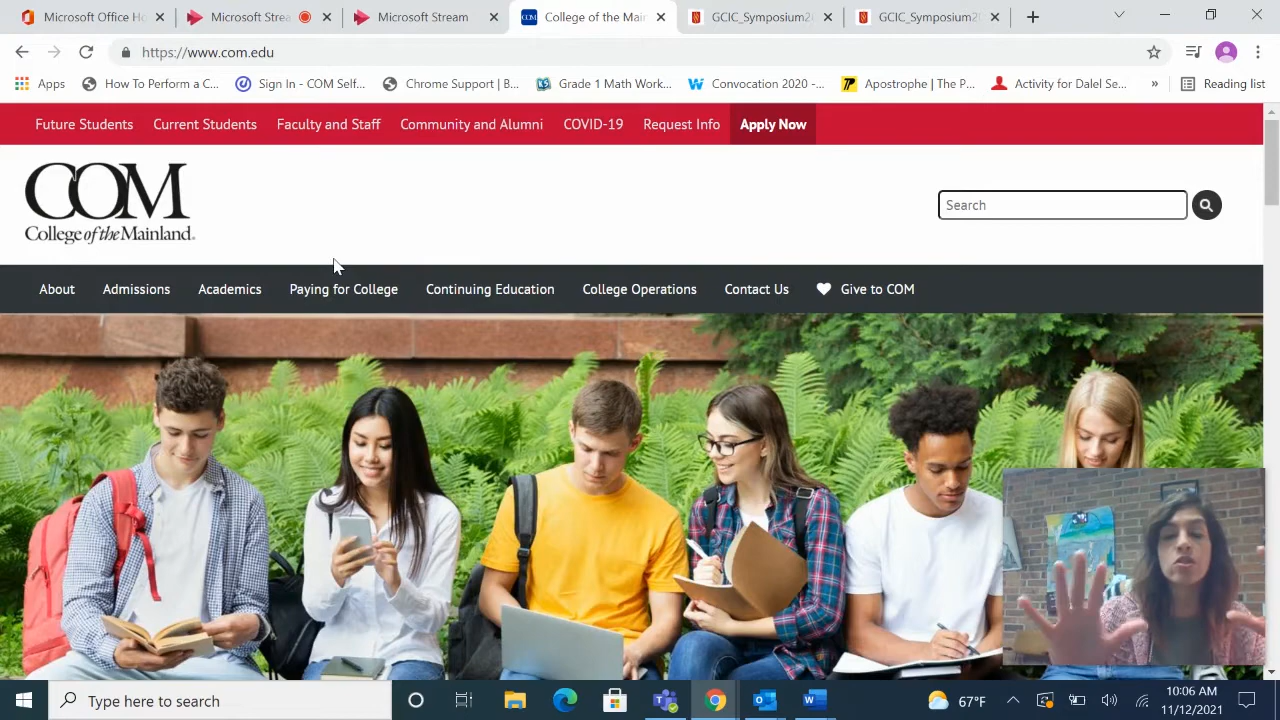 Microsoft Office Ho
Microsoft Strea
Microsoft Stream
COM
College of the Main
GCIC_Symposium2
GCIC_Symposium2
https://www.com.edu
Apps
How To Perform a C...
Sign In - COM Self...
Chrome Support | B...
Grade 1 Math Work...
Convocation 2020 -...
Apostrophe | The P...
Activity for Dalel Se...
»
Reading list
Future Students
Current Students
Faculty and Staff
Community and Alumni
COVID-19
Request Info
Apply Now
COM
College of the Mainland®
Search
About
Admissions
Academics
Paying for College
Continuing Education
College Operations
Contact Us
Give to COM
Type here to search
67°F
10:06 AM
11/12/2021